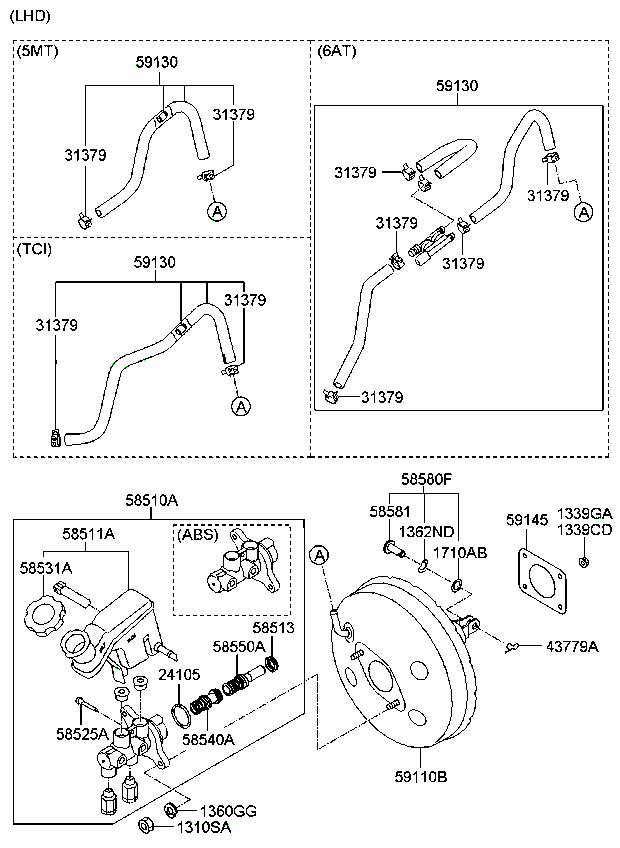 (LHD)
(5MT)
59130
31379
31379
A
(6AT)
59130
31379
31379
A
31379
31379
31379
(TCI)
59130
31379
31379
A
58510A
58511A
58531A
(ABS)
58513
58550A
24105
58540A
58525A
1360GG
1310SA
58580F
58581
1362ND
1710AB
59145
1339GA
1339CD
A
43779A
59110B